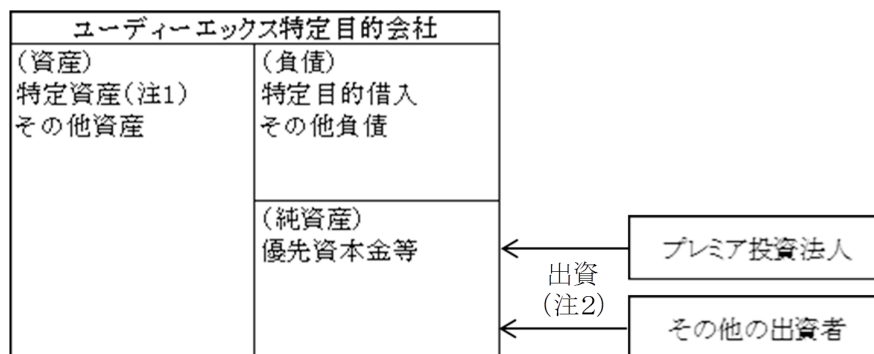 ユーディーエックス特定目的会社
(資産)
特定資産(注1)
その他資産
(負債)
特定目的借入
その他負債
(純資産)
優先資本金等
出資
(注2)
プレミア投資法人
その他の出資者